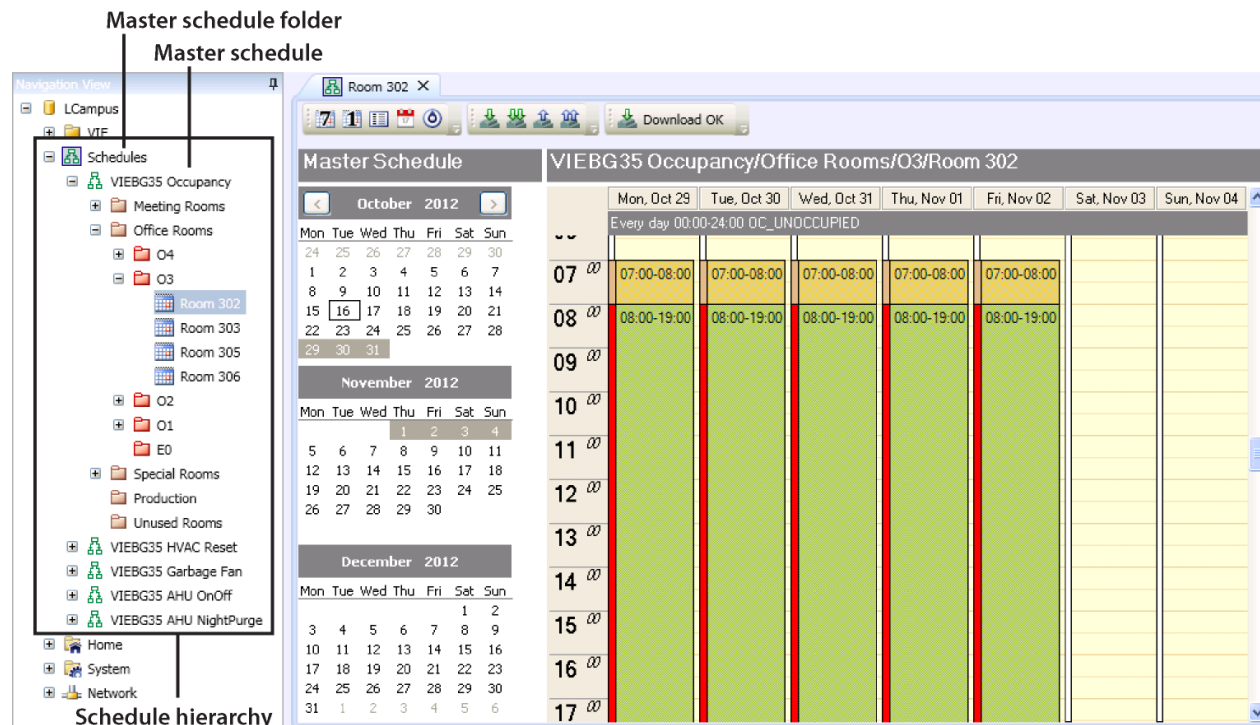 Master schedule folder
Master schedule
Navigation View
LCampus
VIE
Schedules
VIEBG35 Occupancy
Meeting Rooms
Office Rooms
O4
O3
Room 302
Room 303
Room 305
Room 306
O2
O1
E0
Special Rooms
Production
Unused Rooms
VIEBG35 HVAC Reset
VIEBG35 Garbage Fan
VIEBG35 AHU OnOff
VIEBG35 AHU NightPurge
Home
System
Network
Schedule hierarchy
Room 302
7 1 17 Download OK
Master Schedule
October 2012
Mon Tue Wed Thu Fri Sat Sun
24 25 26 27 28 29 30
1 2 3 4 5 6 7
8 9 10 11 12 13 14
15 16 17 18 19 20 21
22 23 24 25 26 27 28
29 30 31
November 2012
Mon Tue Wed Thu Fri Sat Sun
1 2 3 4
5 6 7 8 9 10 11
12 13 14 15 16 17 18
19 20 21 22 23 24 25
26 27 28 29 30
December 2012
Mon Tue Wed Thu Fri Sat Sun
1 2
3 4 5 6 7 8 9
10 11 12 13 14 15 16
17 18 19 20 21 22 23
24 25 26 27 28 29 30
31 1 2 3 4 5 6
VIEBG35 Occupancy/Office Rooms/O3/Room 302
Mon, Oct 29 Tue, Oct 30 Wed, Oct 31 Thu, Nov 01 Fri, Nov 02 Sat, Nov 03 Sun, Nov 04
Every day 00:00-24:00 OC_UNOCCUPIED
07 00 07:00-08:00 07:00-08:00 07:00-08:00 07:00-08:00 07:00-08:00
08 00 08:00-19:00 08:00-19:00 08:00-19:00 08:00-19:00 08:00-19:00
09 00
10 00
11 00
12 00
13 00
14 00
15 00
16 00
17 00